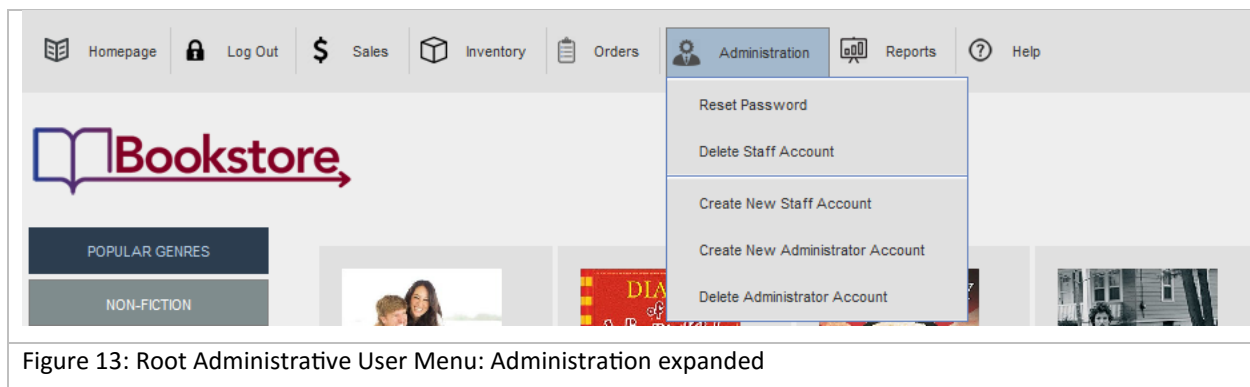 Homepage Log Out $ Sales Inventory Orders Administration Reports Help
Reset Password
Delete Staff Account
Bookstore
Create New Staff Account
Create New Administrator Account
Delete Administrator Account
POPULAR GENRES
NON-FICTION
DIA
of
Figure 13: Root Administrative User Menu: Administration expanded